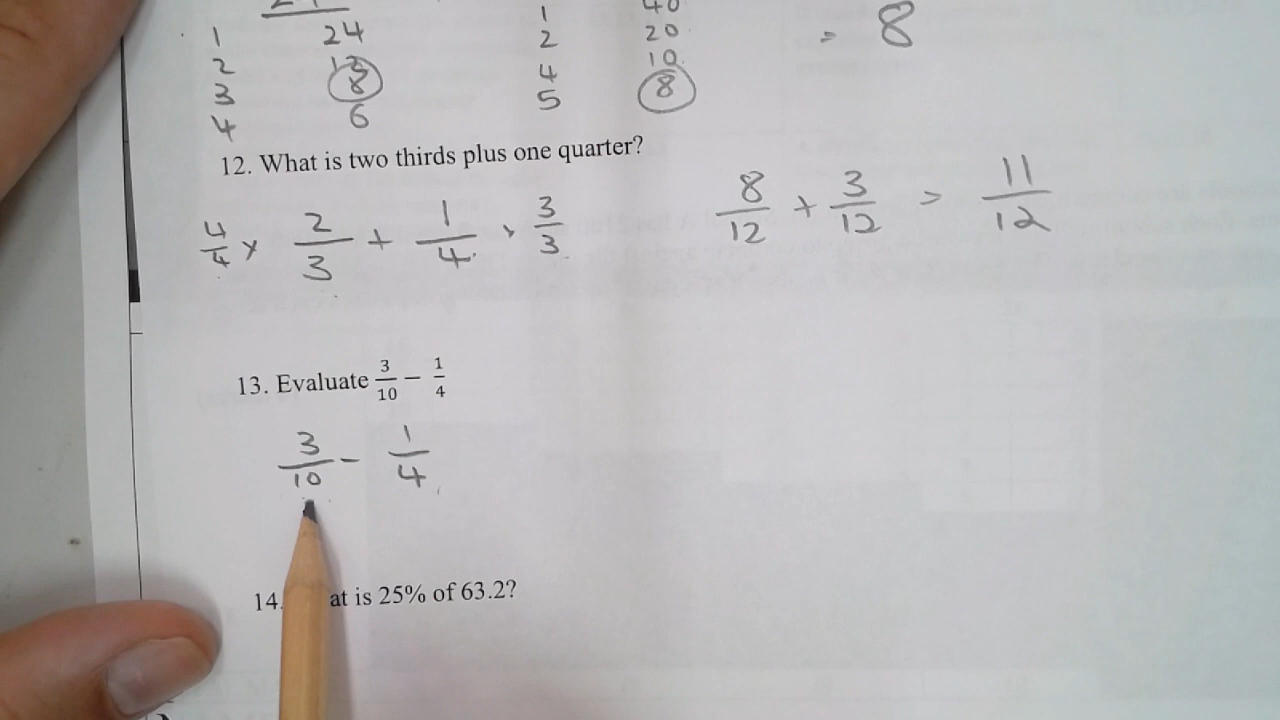 1 24 1 40
2 12 2 20 = 8
3 8 4 10
4 6 5 8
12. What is two thirds plus one quarter?
4/4 × 2/3 + 1/4 × 3/3 8/12 + 3/12 = 11/12
13. Evaluate 3/10 − 1/4
3/10 − 1/4
14. at is 25% of 63.2?